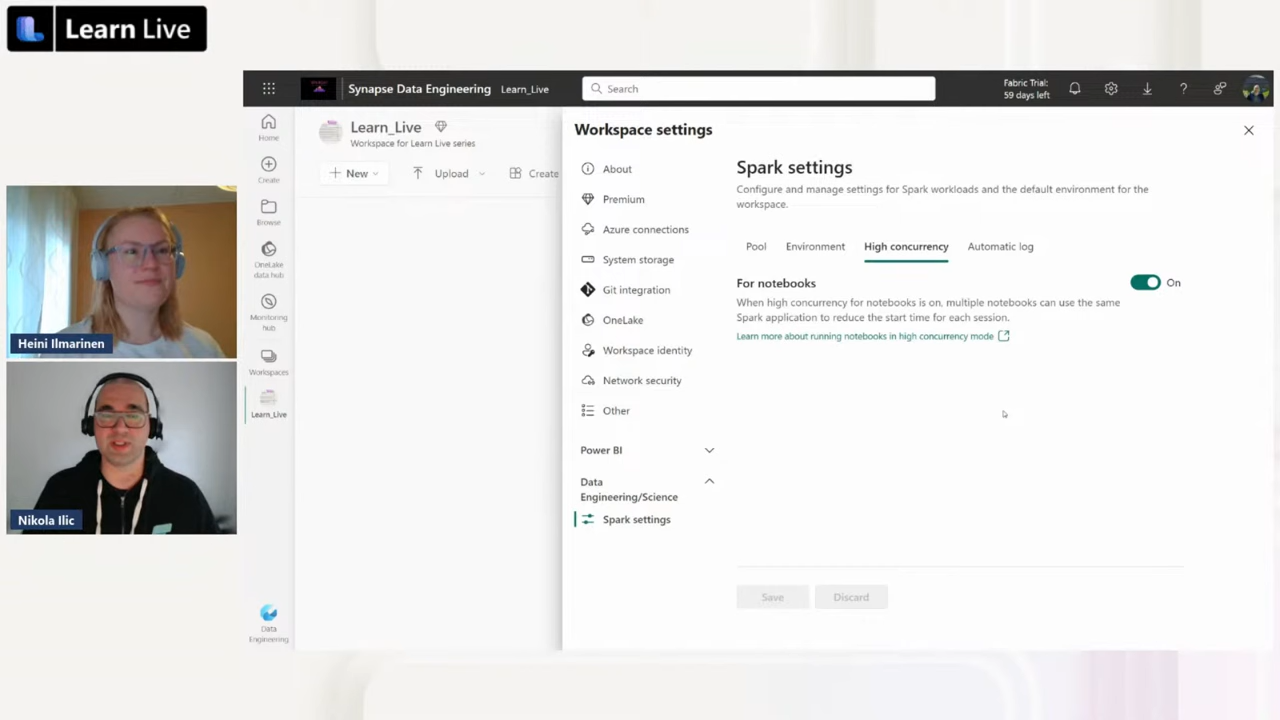 Learn Live
Synapse Data Engineering Learn_Live
Search
Fabric Trial:
59 days left
?
Home
Create
Browse
OneLake
data hub
Monitoring
hub
Workspaces
Learn_Live
Data
Engineering
Learn_Live
Workspace for Learn Live series
New
Upload
Create
Workspace settings
About
Premium
Azure connections
System storage
Git integration
OneLake
Workspace identity
Network security
Other
Power BI
Data
Engineering/Science
Spark settings
Spark settings
Configure and manage settings for Spark workloads and the default environment for the
workspace.
Pool Environment High concurrency Automatic log
For notebooks
On
When high concurrency for notebooks is on, multiple notebooks can use the same
Spark application to reduce the start time for each session.
Learn more about running notebooks in high concurrency mode
Save Discard
Heini Ilmarinen
Nikola Ilic